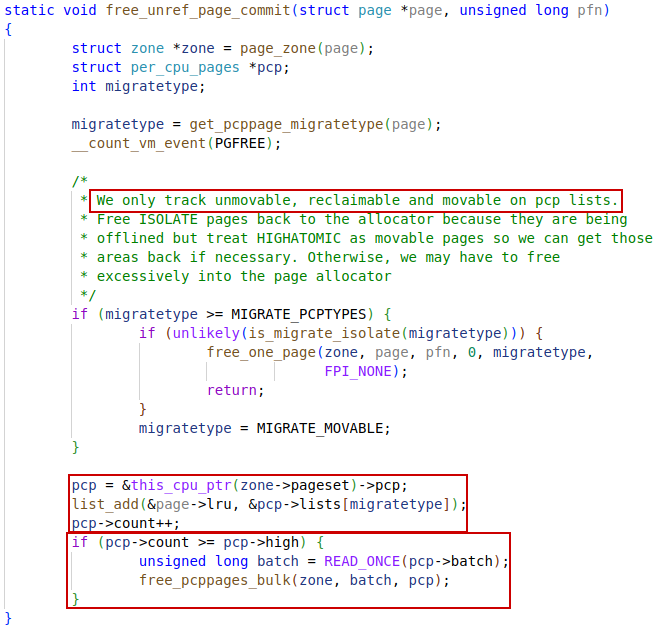 static void free_unref_page_commit(struct page *page, unsigned long pfn)
{
        struct zone *zone = page_zone(page);
        struct per_cpu_pages *pcp;
        int migratetype;

        migratetype = get_pcppage_migratetype(page);
        __count_vm_event(PGFREE);

        /*
         * We only track unmovable, reclaimable and movable on pcp lists.
         * Free ISOLATE pages back to the allocator because they are being
         * offlined but treat HIGHATOMIC as movable pages so we can get those
         * areas back if necessary. Otherwise, we may have to free
         * excessively into the page allocator
         */
        if (migratetype >= MIGRATE_PCPTYPES) {
                if (unlikely(is_migrate_isolate(migratetype))) {
                        free_one_page(zone, page, pfn, 0, migratetype,
                                      FPI_NONE);
                        return;
                }
                migratetype = MIGRATE_MOVABLE;
        }

        pcp = &this_cpu_ptr(zone->pageset)->pcp;
        list_add(&page->lru, &pcp->lists[migratetype]);
        pcp->count++;
        if (pcp->count >= pcp->high) {
                unsigned long batch = READ_ONCE(pcp->batch);
                free_pcppages_bulk(zone, batch, pcp);
        }
}